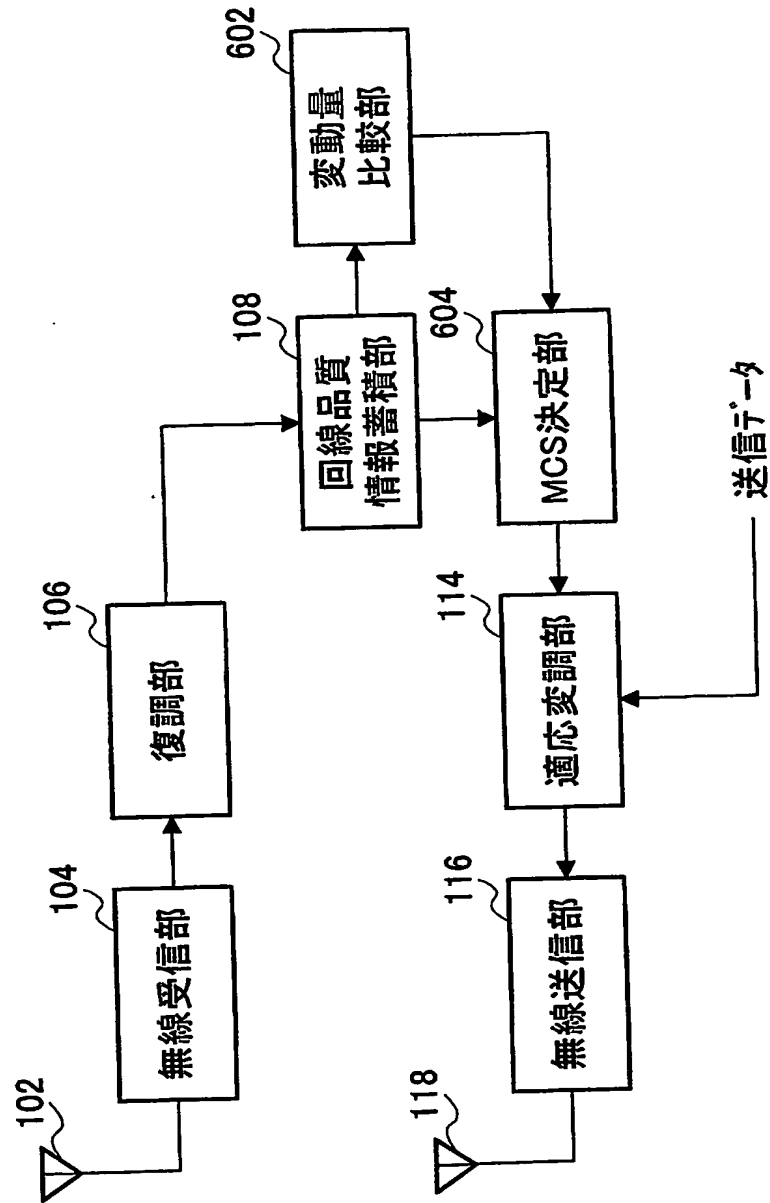 102
104
無線受信部
106
復調部
108
回線品質
情報蓄積部
602
変動量
比較部
118
116
無線送信部
114
適応変調部
604
MCS決定部
送信データ